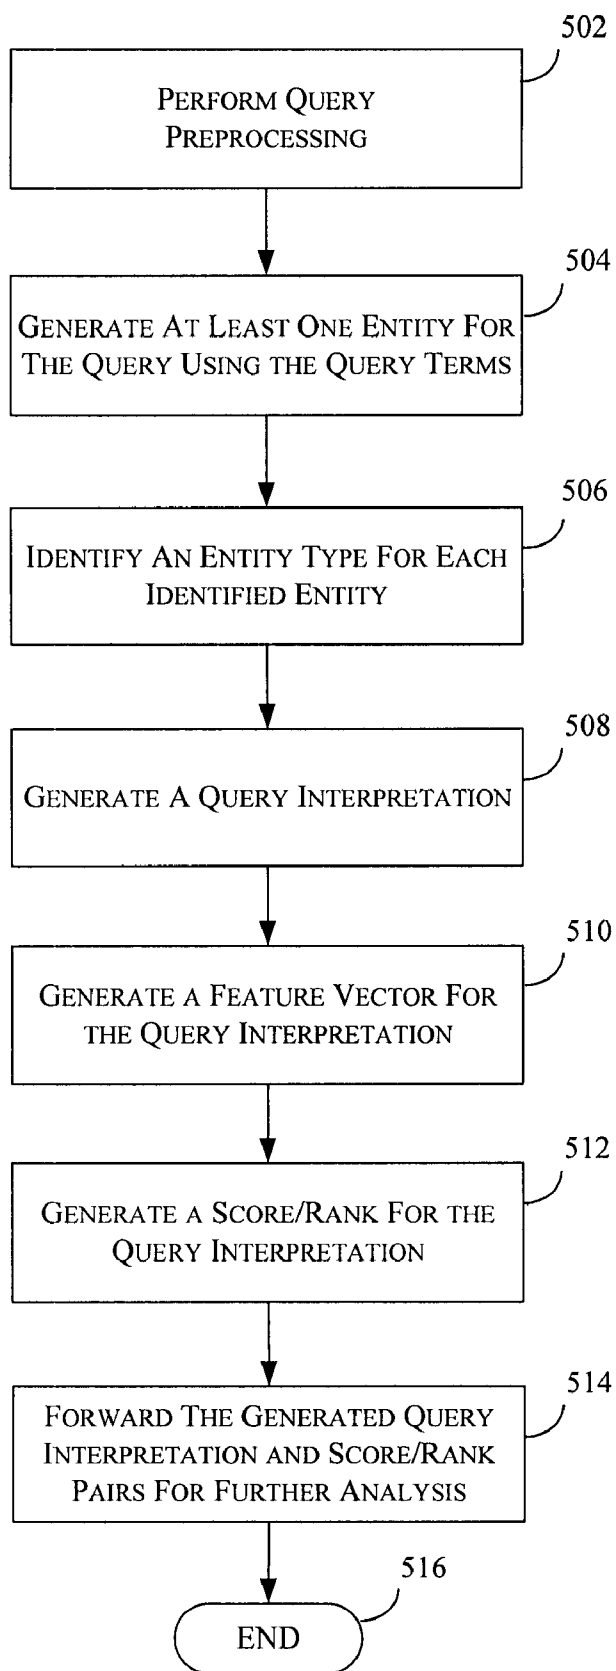 502
PERFORM QUERY
PREPROCESSING
504
GENERATE AT LEAST ONE ENTITY FOR
THE QUERY USING THE QUERY TERMS
506
IDENTIFY AN ENTITY TYPE FOR EACH
IDENTIFIED ENTITY
508
GENERATE A QUERY INTERPRETATION
510
GENERATE A FEATURE VECTOR FOR
THE QUERY INTERPRETATION
512
GENERATE A SCORE/RANK FOR THE
QUERY INTERPRETATION
514
FORWARD THE GENERATED QUERY
INTERPRETATION AND SCORE/RANK
PAIRS FOR FURTHER ANALYSIS
516
END